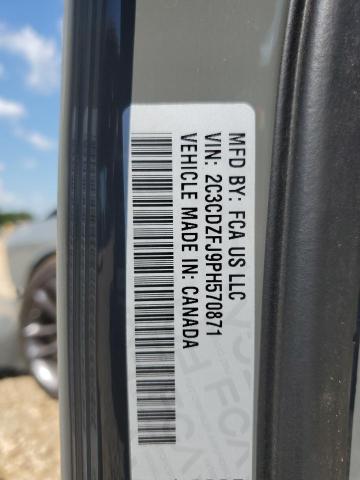 MFD BY: FCA US LLC
VIN: 2C3CDZFJ9PH570871
VEHICLE MADE IN: CANADA